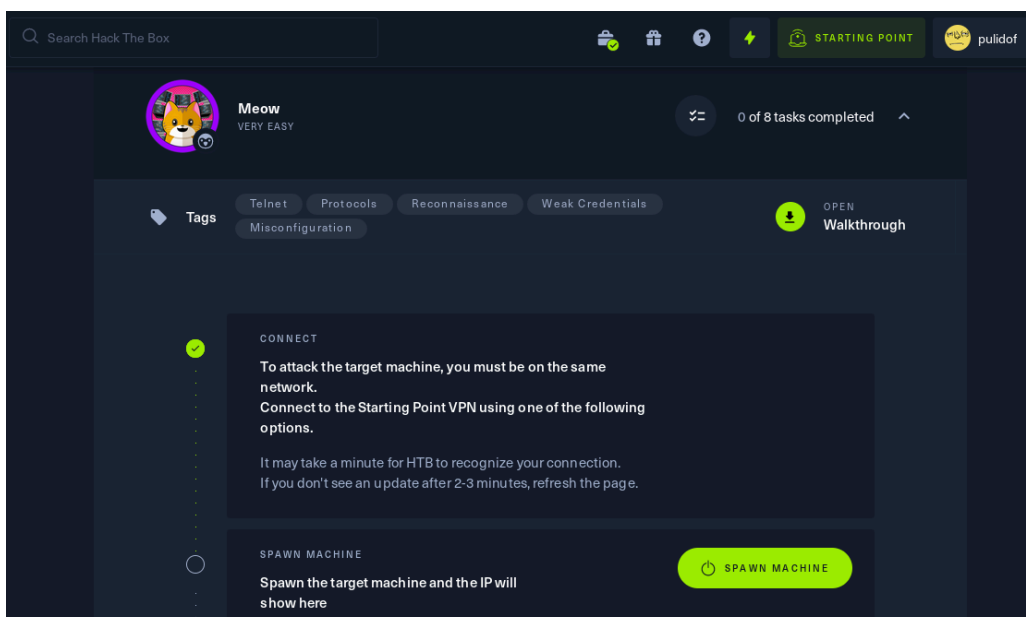 Search Hack The Box
STARTING POINT
pulidof
Meow
VERY EASY
0 of 8 tasks completed
Tags
Telnet Protocols Reconnaissance Weak Credentials
Misconfiguration
OPEN
Walkthrough
CONNECT
To attack the target machine, you must be on the same
network.
Connect to the Starting Point VPN using one of the following
options.
It may take a minute for HTB to recognize your connection.
If you don't see an update after 2-3 minutes, refresh the page.
SPAWN MACHINE
Spawn the target machine and the IP will
show here
SPAWN MACHINE